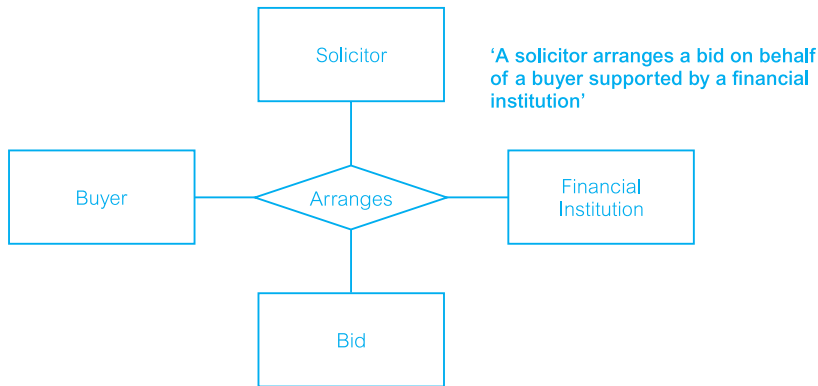 Solicitor
'A solicitor arranges a bid on behalf
of a buyer supported by a financial
institution'
Buyer
Arranges
Financial
Institution
Bid